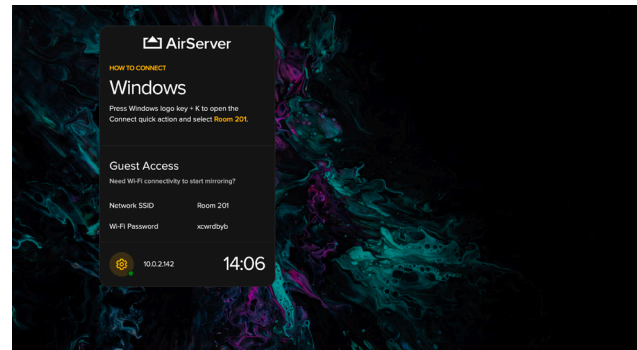 AirServer
HOW TO CONNECT
Windows
Press Windows logo key + K to open the
Connect quick action and select Room 201.
Guest Access
Need Wi-Fi connectivity to start mirroring?
Network SSID Room 201
Wi-Fi Password xcwrdbyb
10.0.2.142 14:06